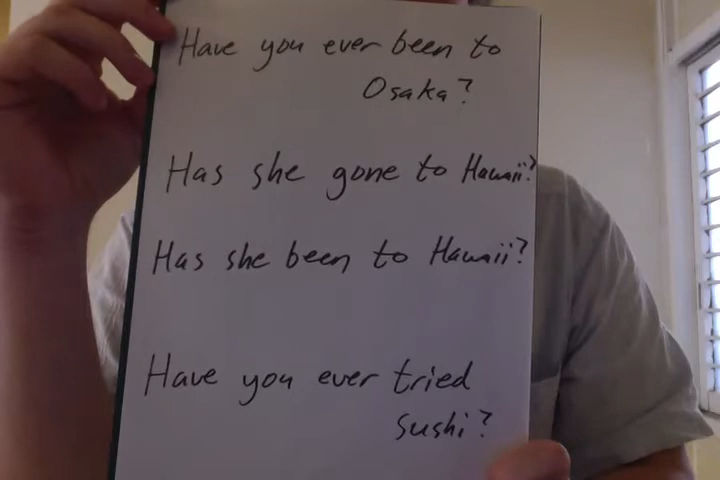 Have you ever been to
Osaka?
Has she gone to Hawaii?
Has she been to Hawaii?
Have you ever tried
sushi?